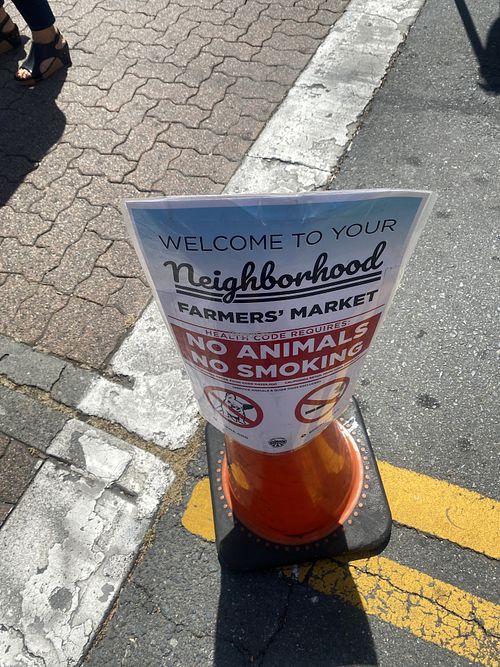 WELCOME TO YOUR
Neighborhood
FARMERS' MARKET
HEALTH CODE REQUIRES:
NO ANIMALS
NO SMOKING